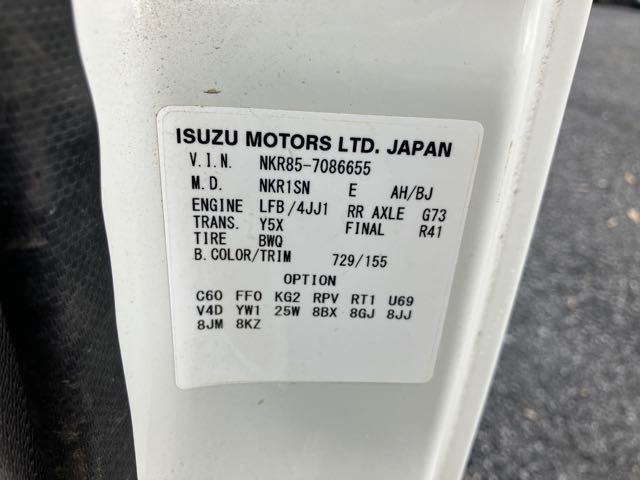 ISUZU MOTORS LTD. JAPAN
V.I.N. NKR85-7086655
M.D. NKR1SN E AH/BJ
ENGINE LFB/4JJ1 RR AXLE G73
TRANS. Y5X FINAL R41
TIRE BWQ
B.COLOR/TRIM 729/155
OPTION
C60 FF0 KG2 RPV RT1 U69
V4D YW1 25W 8BX 8GJ 8JJ
8JM 8KZ